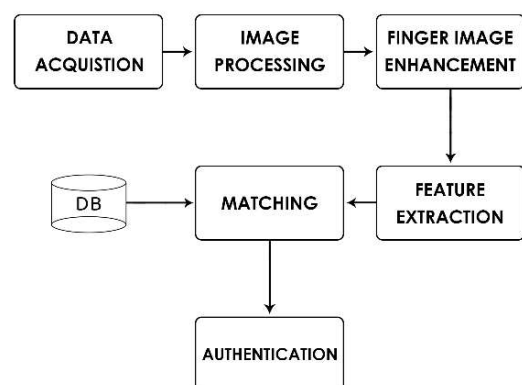 DATA
ACQUISTION
IMAGE
PROCESSING
FINGER IMAGE
ENHANCEMENT
DB
MATCHING
FEATURE
EXTRACTION
AUTHENTICATION